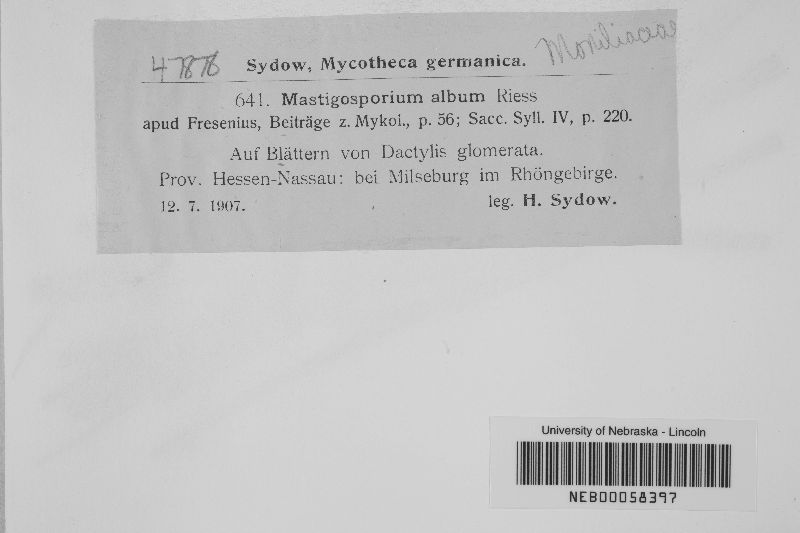 47878 Sydow, Mycotheca germanica. Moniliaceae
641. Mastigosporium album Riess
apud Fresenius, Beiträge z. Mykol., p. 56; Sacc. Syll. IV, p. 220.
Auf Blättern von Dactylis glomerata.
Prov. Hessen-Nassau: bei Milseburg im Rhöngebirge.
12. 7. 1907. leg. H. Sydow.
University of Nebraska - Lincoln
NEB00058397